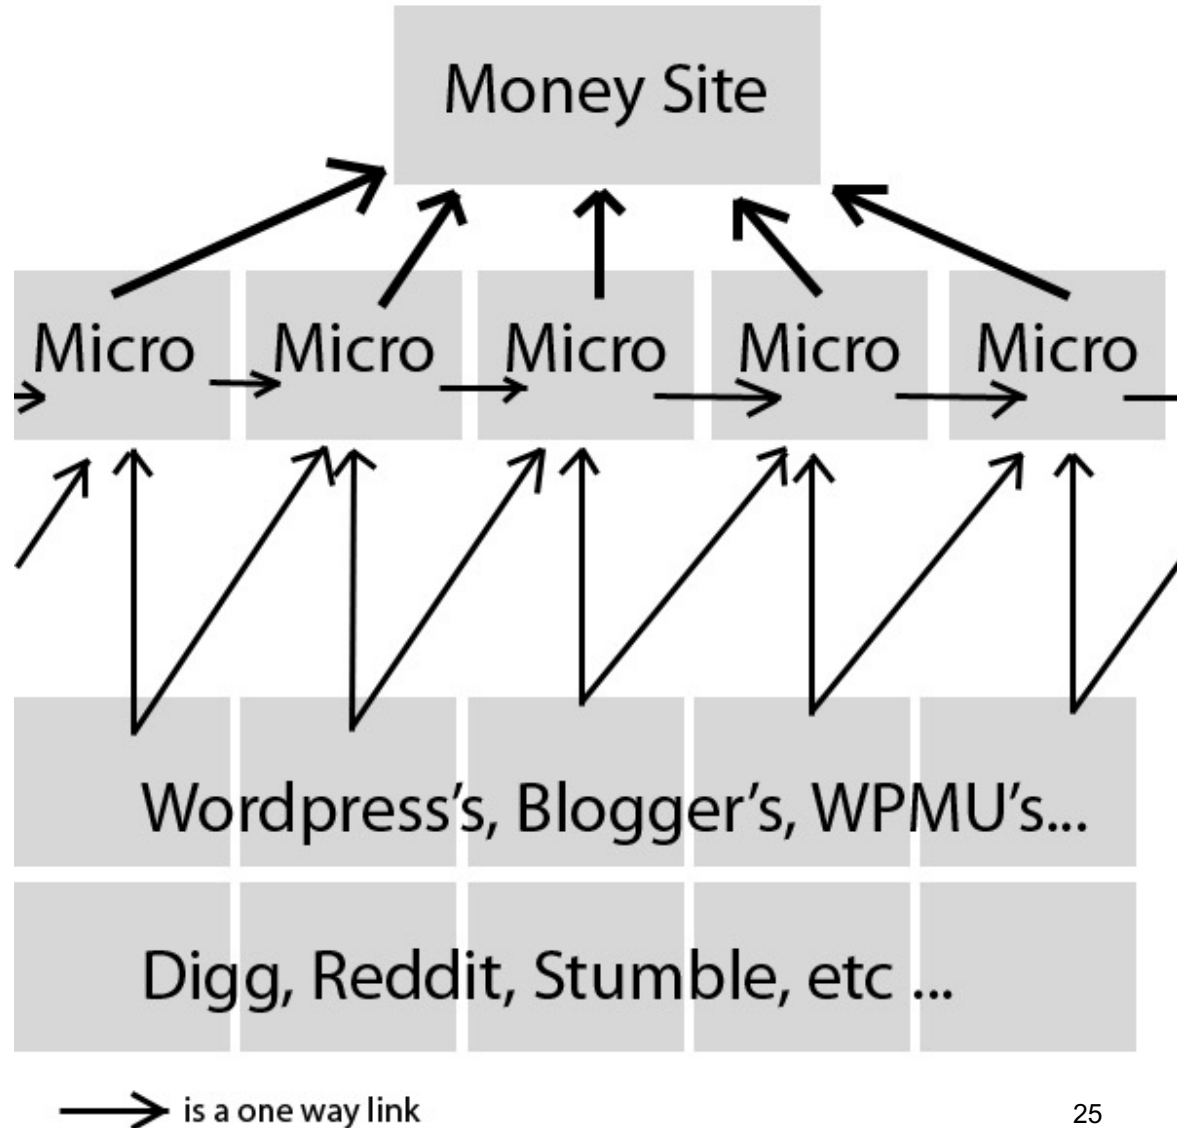 Money Site
Micro Micro Micro Micro Micro
Wordpress's, Blogger's, WPMU's...
Digg, Reddit, Stumble, etc ...
is a one way link
25